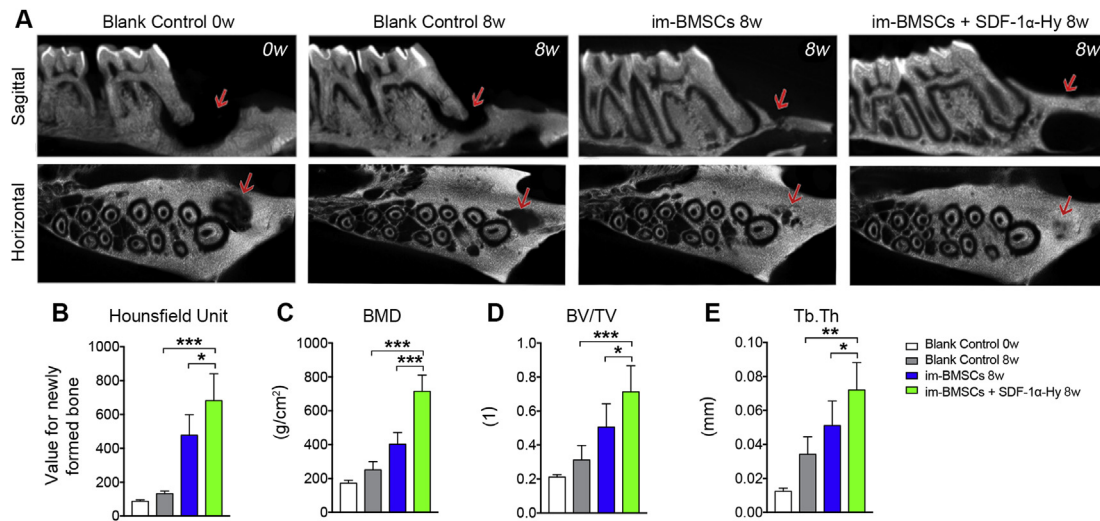 A
Blank Control 0w
Blank Control 8w
im-BMSCs 8w
im-BMSCs + SDF-1α-Hy 8w
Sagittal
0w
8w
8w
8w
Horizontal
B
Hounsfield Unit
Value for newly
formed bone
1000
800
600
400
200
0
***
*
C
BMD
(g/cm²)
1000
800
600
400
200
0
***
***
D
BV/TV
(1)
1.2
1.0
0.8
0.6
0.4
0.2
0.0
***
*
E
Tb.Th
(mm)
0.10
0.08
0.06
0.04
0.02
0.00
**
*
Blank Control 0w
Blank Control 8w
im-BMSCs 8w
im-BMSCs + SDF-1α-Hy 8w